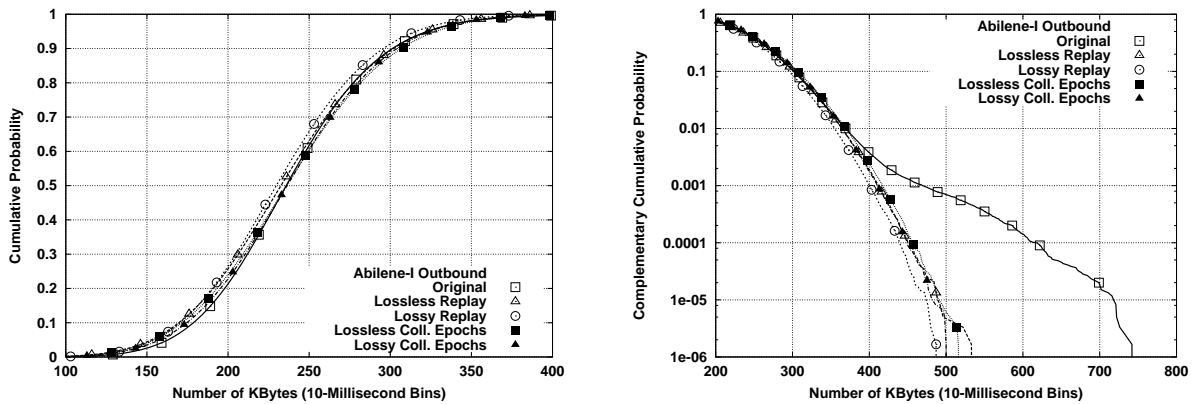 Cumulative Probability
1
0.9
0.8
0.7
0.6
0.5
0.4
0.3
0.2
0.1
0
100
150
200
250
300
350
400
Number of KBytes (10-Millisecond Bins)
Abilene-I Outbound
Original
Lossless Replay
Lossy Replay
Lossless Coll. Epochs
Lossy Coll. Epochs
Complementary Cumulative Probability
1
0.1
0.01
0.001
0.0001
1e-05
1e-06
200
300
400
500
600
700
800
Number of KBytes (10-Millisecond Bins)
Abilene-I Outbound
Original
Lossless Replay
Lossy Replay
Lossless Coll. Epochs
Lossy Coll. Epochs